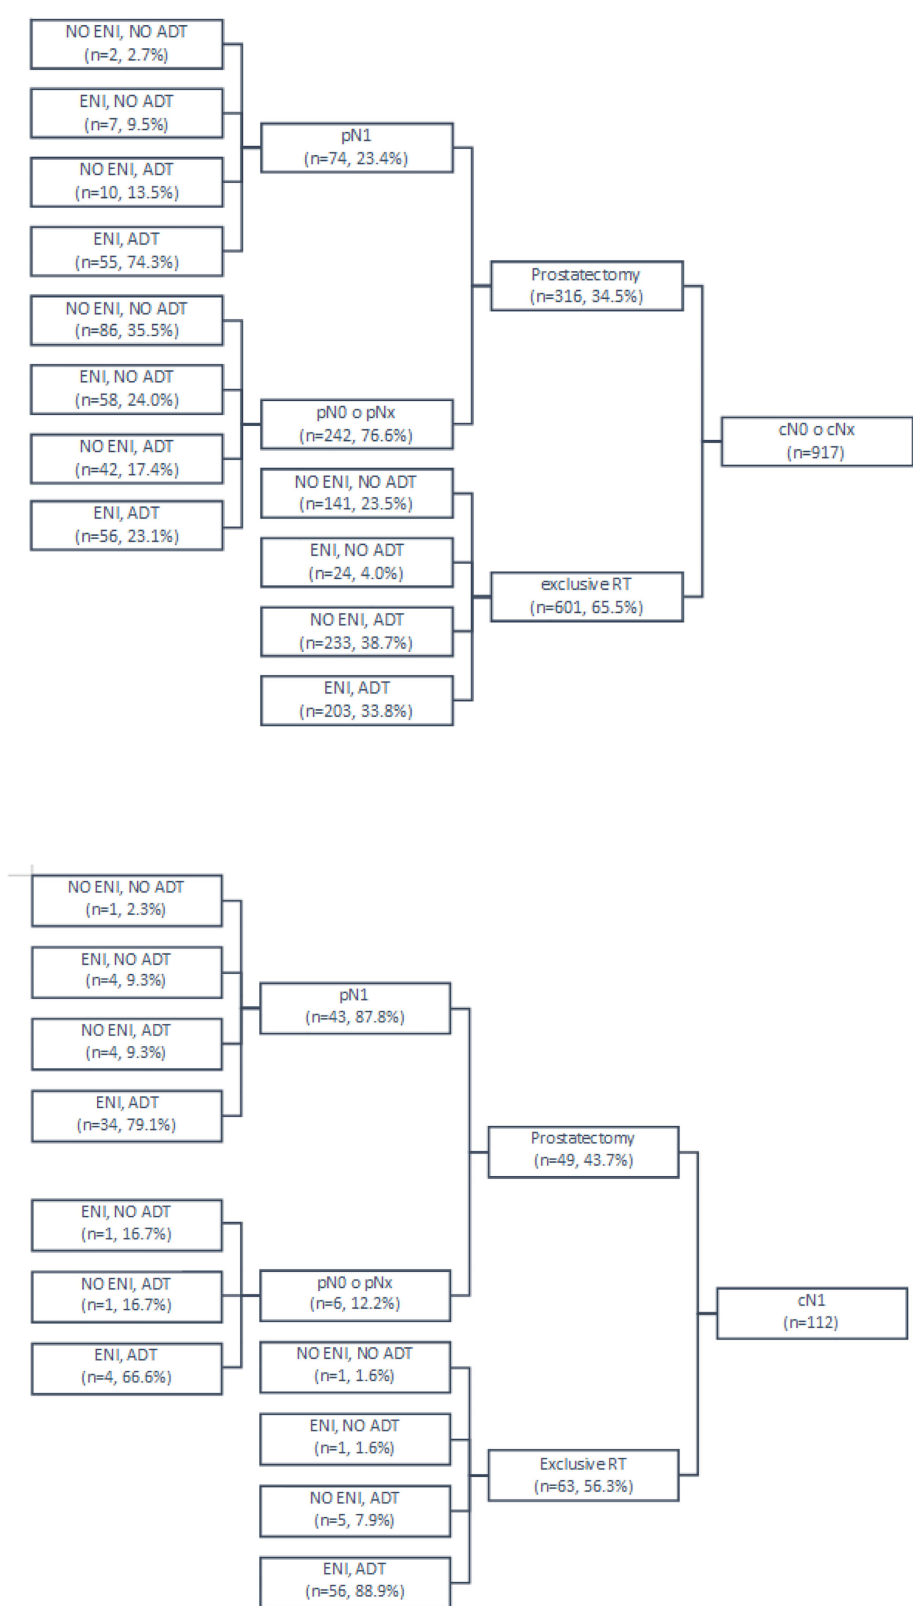 NO ENI, NO ADT
(n=2, 2.7%)
ENI, NO ADT
(n=7, 9.5%)
NO ENI, ADT
(n=10, 13.5%)
ENI, ADT
(n=55, 74.3%)
NO ENI, NO ADT
(n=86, 35.5%)
ENI, NO ADT
(n=58, 24.0%)
NO ENI, ADT
(n=42, 17.4%)
ENI, ADT
(n=56, 23.1%)
pN1
(n=74, 23.4%)
pN0 o pNx
(n=242, 76.6%)
NO ENI, NO ADT
(n=141, 23.5%)
ENI, NO ADT
(n=24, 4.0%)
NO ENI, ADT
(n=233, 38.7%)
ENI, ADT
(n=203, 33.8%)
Prostatectomy
(n=316, 34.5%)
exclusive RT
(n=601, 65.5%)
cN0 o cNx
(n=917)
NO ENI, NO ADT
(n=1, 2.3%)
ENI, NO ADT
(n=4, 9.3%)
NO ENI, ADT
(n=4, 9.3%)
ENI, ADT
(n=34, 79.1%)
ENI, NO ADT
(n=1, 16.7%)
NO ENI, ADT
(n=1, 16.7%)
ENI, ADT
(n=4, 66.6%)
pN1
(n=43, 87.8%)
pN0 o pNx
(n=6, 12.2%)
NO ENI, NO ADT
(n=1, 1.6%)
ENI, NO ADT
(n=1, 1.6%)
NO ENI, ADT
(n=5, 7.9%)
ENI, ADT
(n=56, 88.9%)
Prostatectomy
(n=49, 43.7%)
Exclusive RT
(n=63, 56.3%)
cN1
(n=112)